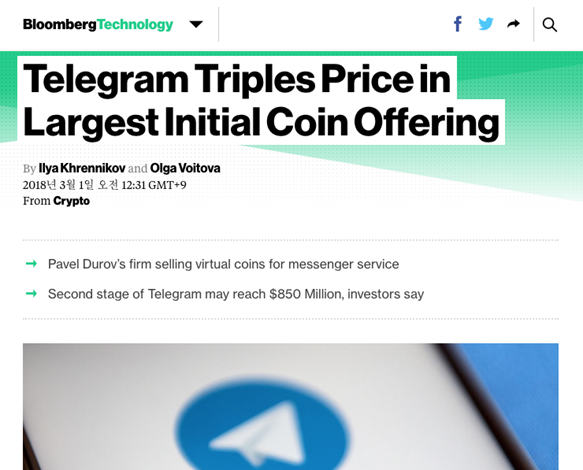 BloombergTechnology
Telegram Triples Price in
Largest Initial Coin Offering
By Ilya Khrennikov and Olga Voitova
2018년 3월 1일 오전 12:31 GMT+9
From Crypto
Pavel Durov's firm selling virtual coins for messenger service
Second stage of Telegram may reach $850 Million, investors say